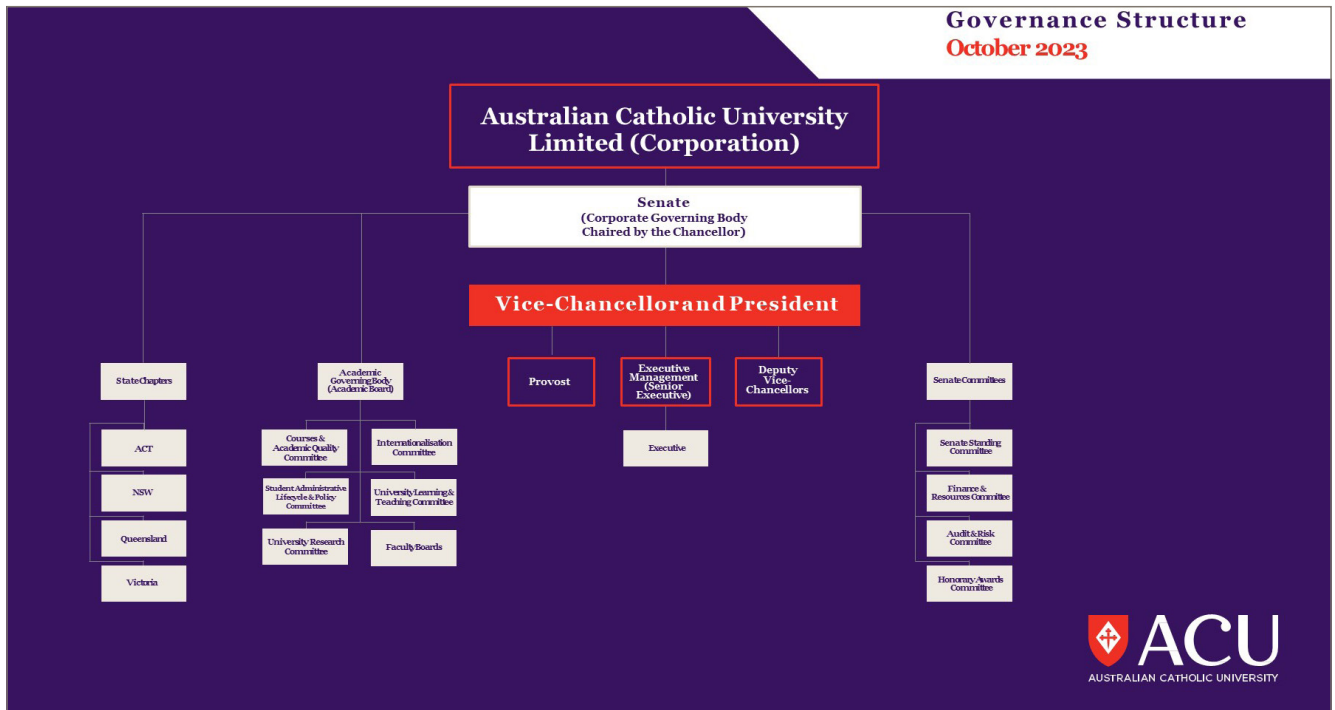 Governance Structure
October 2023
Australian Catholic University
Limited (Corporation)
Senate
(Corporate Governing Body
Chaired by the Chancellor)
Vice-Chancellor and President
State Chapters
Academic
Governing Body
(Academic Board)
Provost
Executive
Management
(Senior
Executive)
Deputy
Vice-
Chancellors
Senate Committees
ACT
NSW
Queensland
Victoria
Courses &
Academic Quality
Committee
Internationalisation
Committee
Student Administrative
Lifecycle & Policy
Committee
University Learning &
Teaching Committee
University Research
Committee
Faculty Boards
Executive
Senate Standing
Committee
Finance &
Resources Committee
Audit & Risk
Committee
Honorary Awards
Committee
ACU
AUSTRALIAN CATHOLIC UNIVERSITY